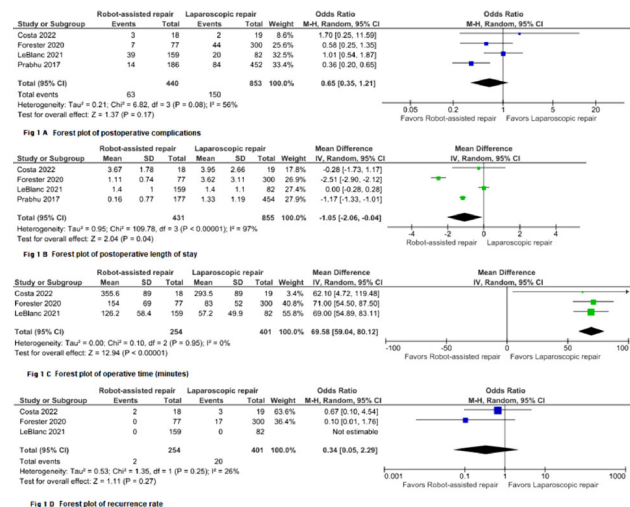 Robot-assisted repair Laparoscopic repair Odds Ratio Odds Ratio
Study or Subgroup Events Total Events Total Weight M-H, Random, 95% CI M-H, Random, 95% CI
Costa 2022 3 18 2 19 8.6% 1.70 [0.25, 11.59]
Forester 2020 7 77 44 300 25.6% 0.58 [0.25, 1.35]
LeBlanc 2021 39 159 20 82 32.4% 1.01 [0.54, 1.87]
Prabhu 2017 14 186 84 452 33.4% 0.36 [0.20, 0.65]
Total (95% CI) 440 853 100.0% 0.65 [0.35, 1.21]
Total events 63 150
Heterogeneity: Tau² = 0.21; Chi² = 6.82, df = 3 (P = 0.08); I² = 56%
Test for overall effect: Z = 1.37 (P = 0.17)
0.05 0.2 1 5 20
Favors Robot-assisted repair Favors Laparoscopic repair
Fig 1 A Forest plot of postoperative complications
Robot-assisted repair Laparoscopic repair Mean Difference Mean Difference
Study or Subgroup Mean SD Total Mean SD Total Weight IV, Random, 95% CI IV, Random, 95% CI
Costa 2022 3.67 1.78 18 3.95 2.66 19 17.8% -0.28 [-1.73, 1.17]
Forester 2020 1.11 0.74 77 3.62 3.11 300 26.9% -2.51 [-2.90, -2.12]
LeBlanc 2021 1.4 1 159 1.4 1.1 82 27.5% 0.00 [-0.28, 0.28]
Prabhu 2017 0.16 0.77 177 1.33 1.19 454 27.8% -1.17 [-1.33, -1.01]
Total (95% CI) 431 855 100.0% -1.05 [-2.06, -0.04]
Heterogeneity: Tau² = 0.95; Chi² = 109.78, df = 3 (P < 0.00001); I² = 97%
Test for overall effect: Z = 2.04 (P = 0.04)
-4 -2 0 2 4
Robot-assisted repair Laparoscopic repair
Fig 1 B Forest plot of postoperative length of stay
Robot-assisted repair Laparoscopic repair Mean Difference Mean Difference
Study or Subgroup Mean SD Total Mean SD Total Weight IV, Random, 95% CI IV, Random, 95% CI
Costa 2022 355.6 89 18 293.5 89 19 3.4% 62.10 [4.72, 119.48]
Forester 2020 154 69 77 83 52 300 40.6% 71.00 [54.50, 87.50]
LeBlanc 2021 126.2 58.4 159 57.2 49.9 82 56.1% 69.00 [54.89, 83.11]
Total (95% CI) 254 401 100.0% 69.58 [59.04, 80.12]
Heterogeneity: Tau² = 0.00; Chi² = 0.10, df = 2 (P = 0.95); I² = 0%
Test for overall effect: Z = 12.94 (P < 0.00001)
-100 -50 0 50 100
Robot-assisted repair Laparoscopic repair
Fig 1 C Forest plot of operative time (minutes)
Robot-assisted repair Laparoscopic repair Odds Ratio Odds Ratio
Study or Subgroup Events Total Events Total Weight M-H, Random, 95% CI M-H, Random, 95% CI
Costa 2022 2 18 3 19 63.6% 0.67 [0.10, 4.54]
Forester 2020 0 77 17 300 36.4% 0.10 [0.01, 1.76]
LeBlanc 2021 0 159 0 82 Not estimable
Total (95% CI) 254 401 100.0% 0.34 [0.05, 2.29]
Total events 2 20
Heterogeneity: Tau² = 0.53; Chi² = 1.35, df = 1 (P = 0.25); I² = 26%
Test for overall effect: Z = 1.11 (P = 0.27)
0.001 0.1 1 10 1000
Favors Robot-assisted repair Favors Laparoscopic repair
Fig 1 D Forest plot of recurrence rate